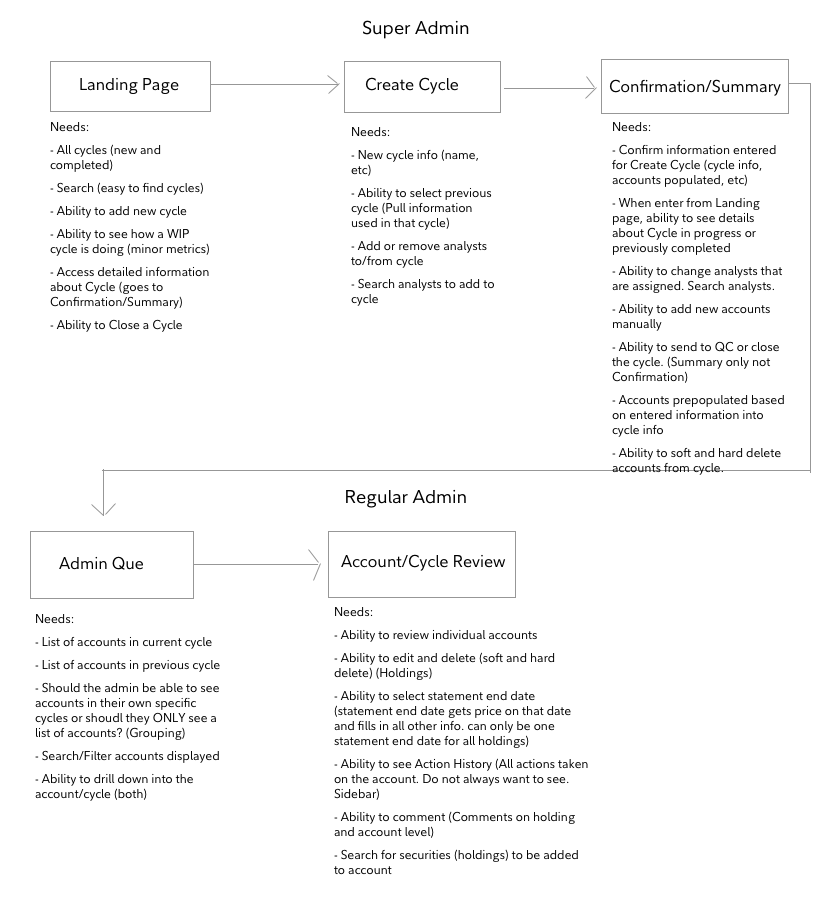 Super Admin
Landing Page
Needs:
- All cycles (new and
completed)
- Search (easy to find cycles)
- Ability to add new cycle
- Ability to see how a WIP
cycle is doing (minor metrics)
- Access detailed information
about Cycle (goes to
Confirmation/Summary)
- Ability to Close a Cycle
Create Cycle
Needs:
- New cycle info (name,
etc)
- Ability to select previous
cycle (Pull information
used in that cycle)
- Add or remove analysts
to/from cycle
- Search analysts to add to
cycle
Confirmation/Summary
Needs:
- Confirm information entered
for Create Cycle (cycle info,
accounts populated, etc)
- When enter from Landing
page, ability to see details
about Cycle in progress or
previously completed
- Ability to change analysts that
are assigned. Search analysts.
- Ability to add new accounts
manually
- Ability to send to QC or close
the cycle. (Summary only not
Confirmation)
- Accounts prepopulated based
on entered information into
cycle info
- Ability to soft and hard delete
accounts from cycle.
Regular Admin
Admin Que
Needs:
- List of accounts in current cycle
- List of accounts in previous cycle
- Should the admin be able to see
accounts in their own specific
cycles or shoudl they ONLY see a
list of accounts? (Grouping)
- Search/Filter accounts displayed
- Ability to drill down into the
account/cycle (both)
Account/Cycle Review
Needs:
- Ability to review individual accounts
- Ability to edit and delete (soft and hard
delete) (Holdings)
- Ability to select statement end date
(statement end date gets price on that date
and fills in all other info. can only be one
statement end date for all holdings)
- Ability to see Action History (All actions taken
on the account. Do not always want to see.
Sidebar)
- Ability to comment (Comments on holding
and account level)
- Search for securities (holdings) to be added
to account